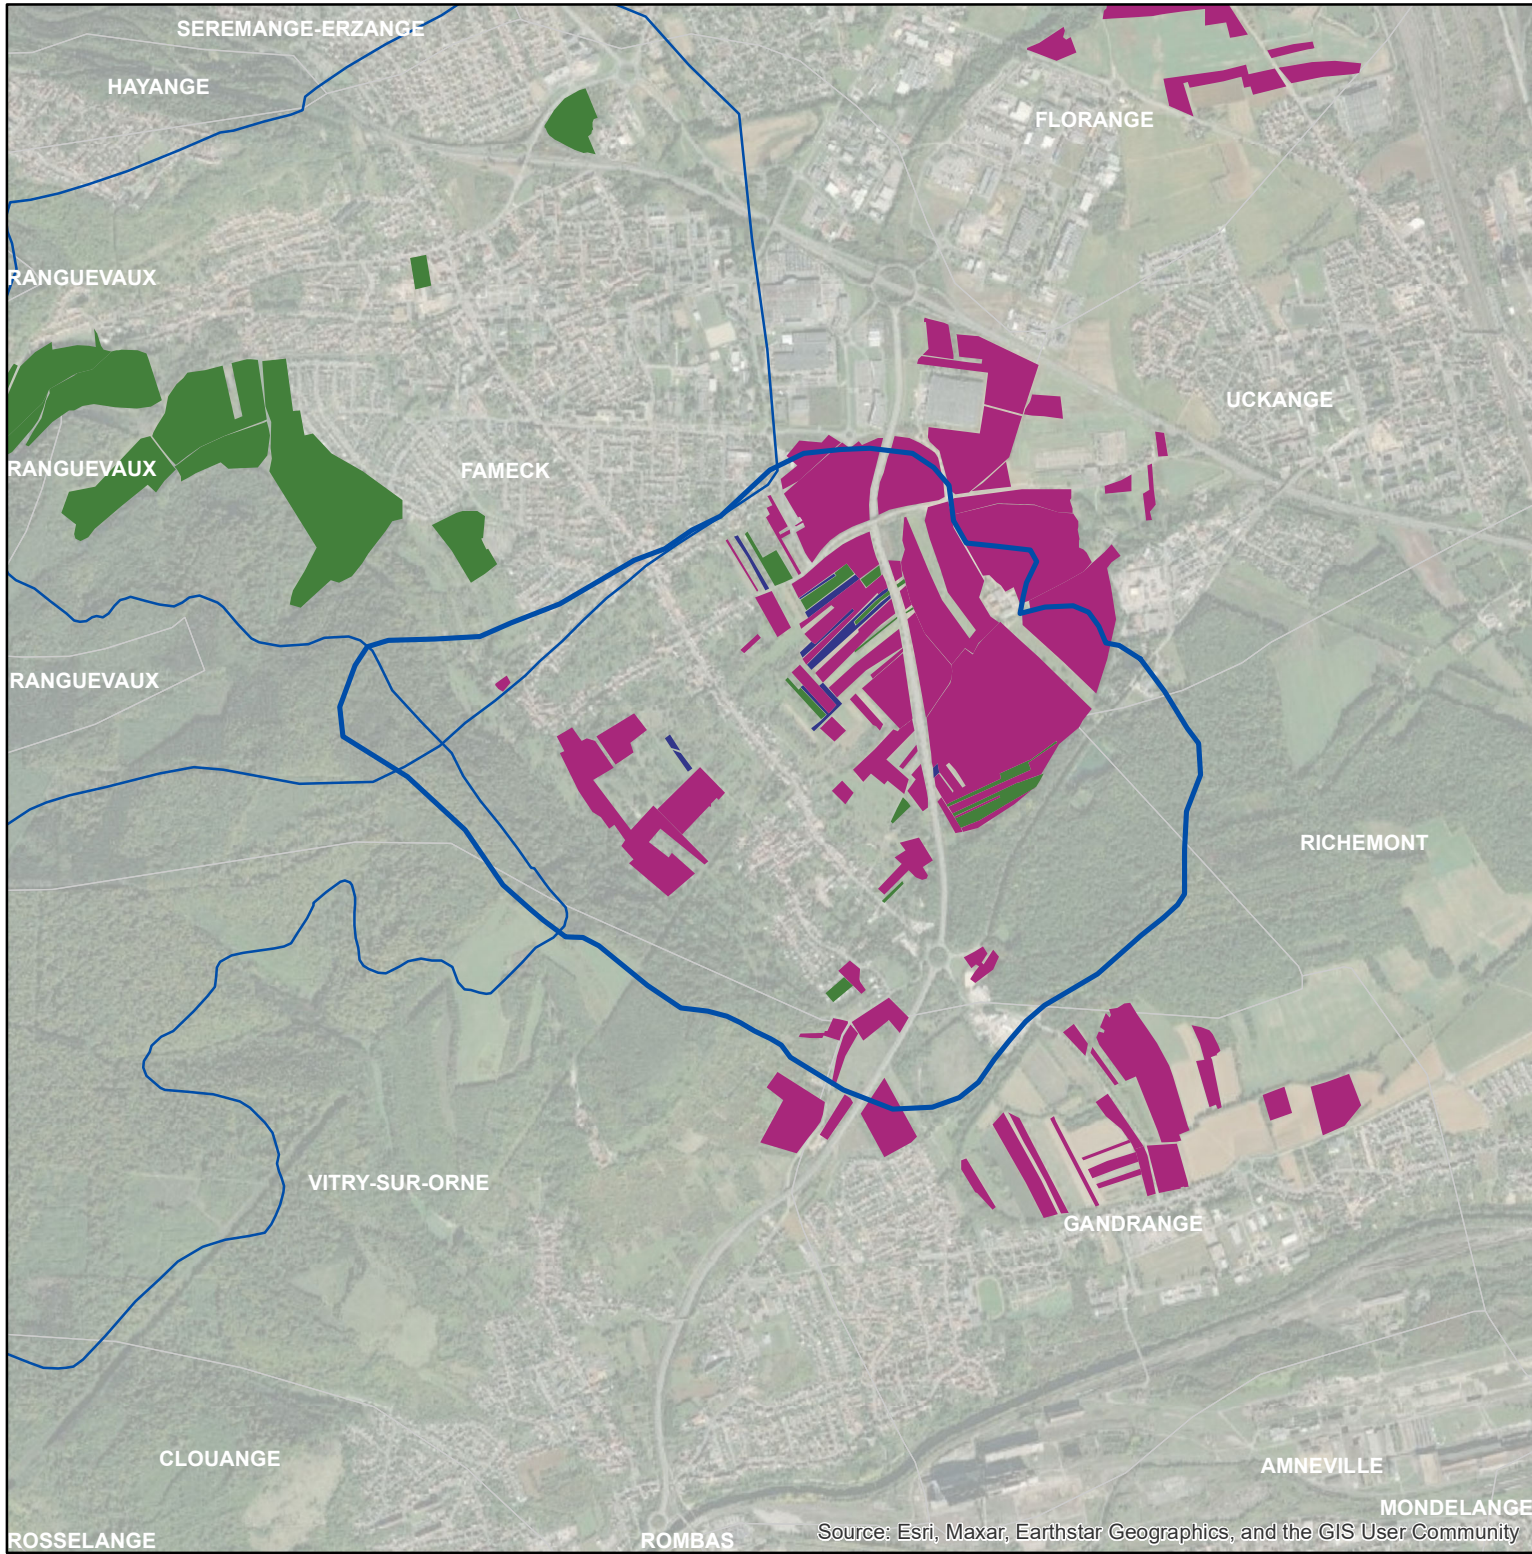 SEREMANGE-ERZANGE
HAYANGE
FLORANGE
RANGUEVAUX
UCKANGE
RANGUEVAUX
FAMECK
RANGUEVAUX
RICHEMONT
VITRY-SUR-ORNE
GANDRANGE
CLOUANGE
AMNEVILLE
MONDELANGE
Source: Esri, Maxar, Earthstar Geographics, and the GIS User Community
ROSSELANGE
ROMBAS